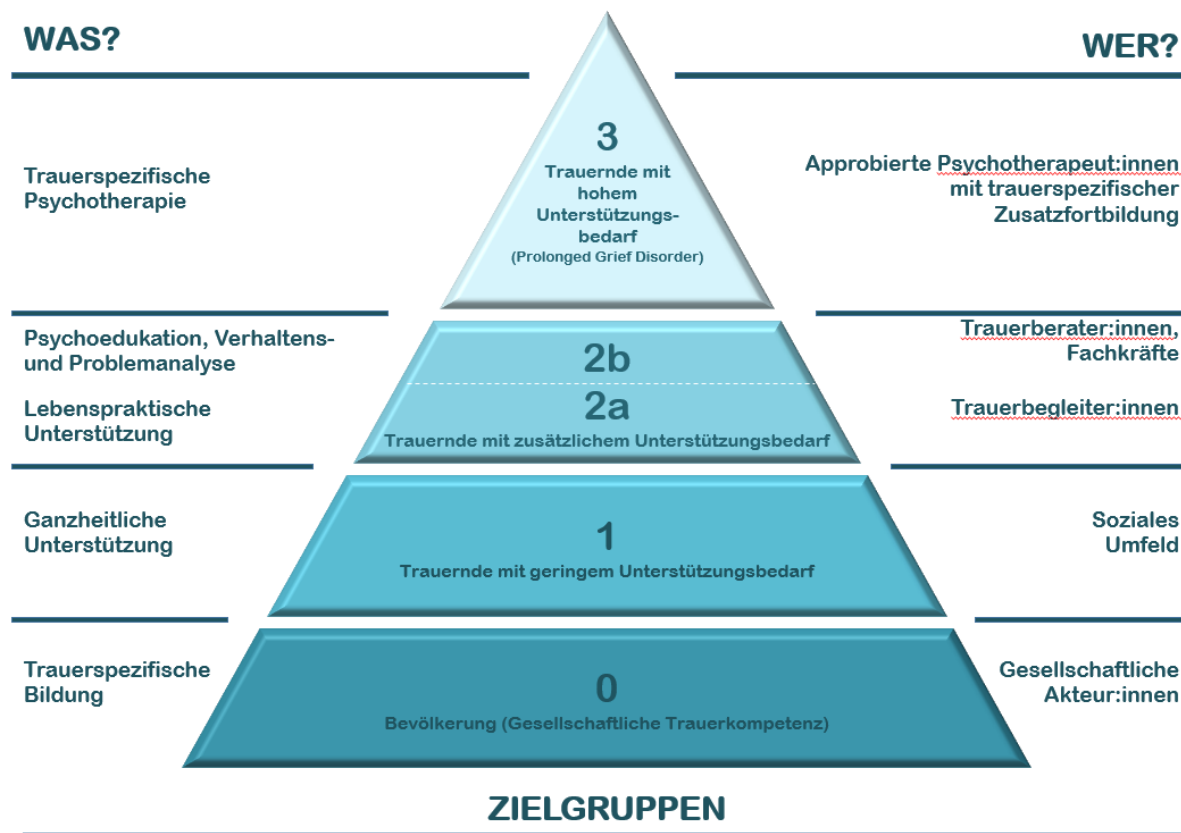 WAS?
WER?
3
Trauernde mit
hohem
Unterstützungs-
bedarf
(Prolonged Grief Disorder)
Trauerspezifische
Psychotherapie
Approbierte Psychotherapeut:innen
mit trauerspezifischer
Zusatzfortbildung
Psychoedukation, Verhaltens-
und Problemanalyse
2b
Trauerberater:innen,
Fachkräfte
Lebenspraktische
Unterstützung
2a
Trauernde mit zusätzlichem Unterstützungsbedarf
Trauerbegleiter:innen
Ganzheitliche
Unterstützung
1
Trauernde mit geringem Unterstützungsbedarf
Soziales
Umfeld
Trauerspezifische
Bildung
0
Bevölkerung (Gesellschaftliche Trauerkompetenz)
Gesellschaftliche
Akteur:innen
ZIELGRUPPEN